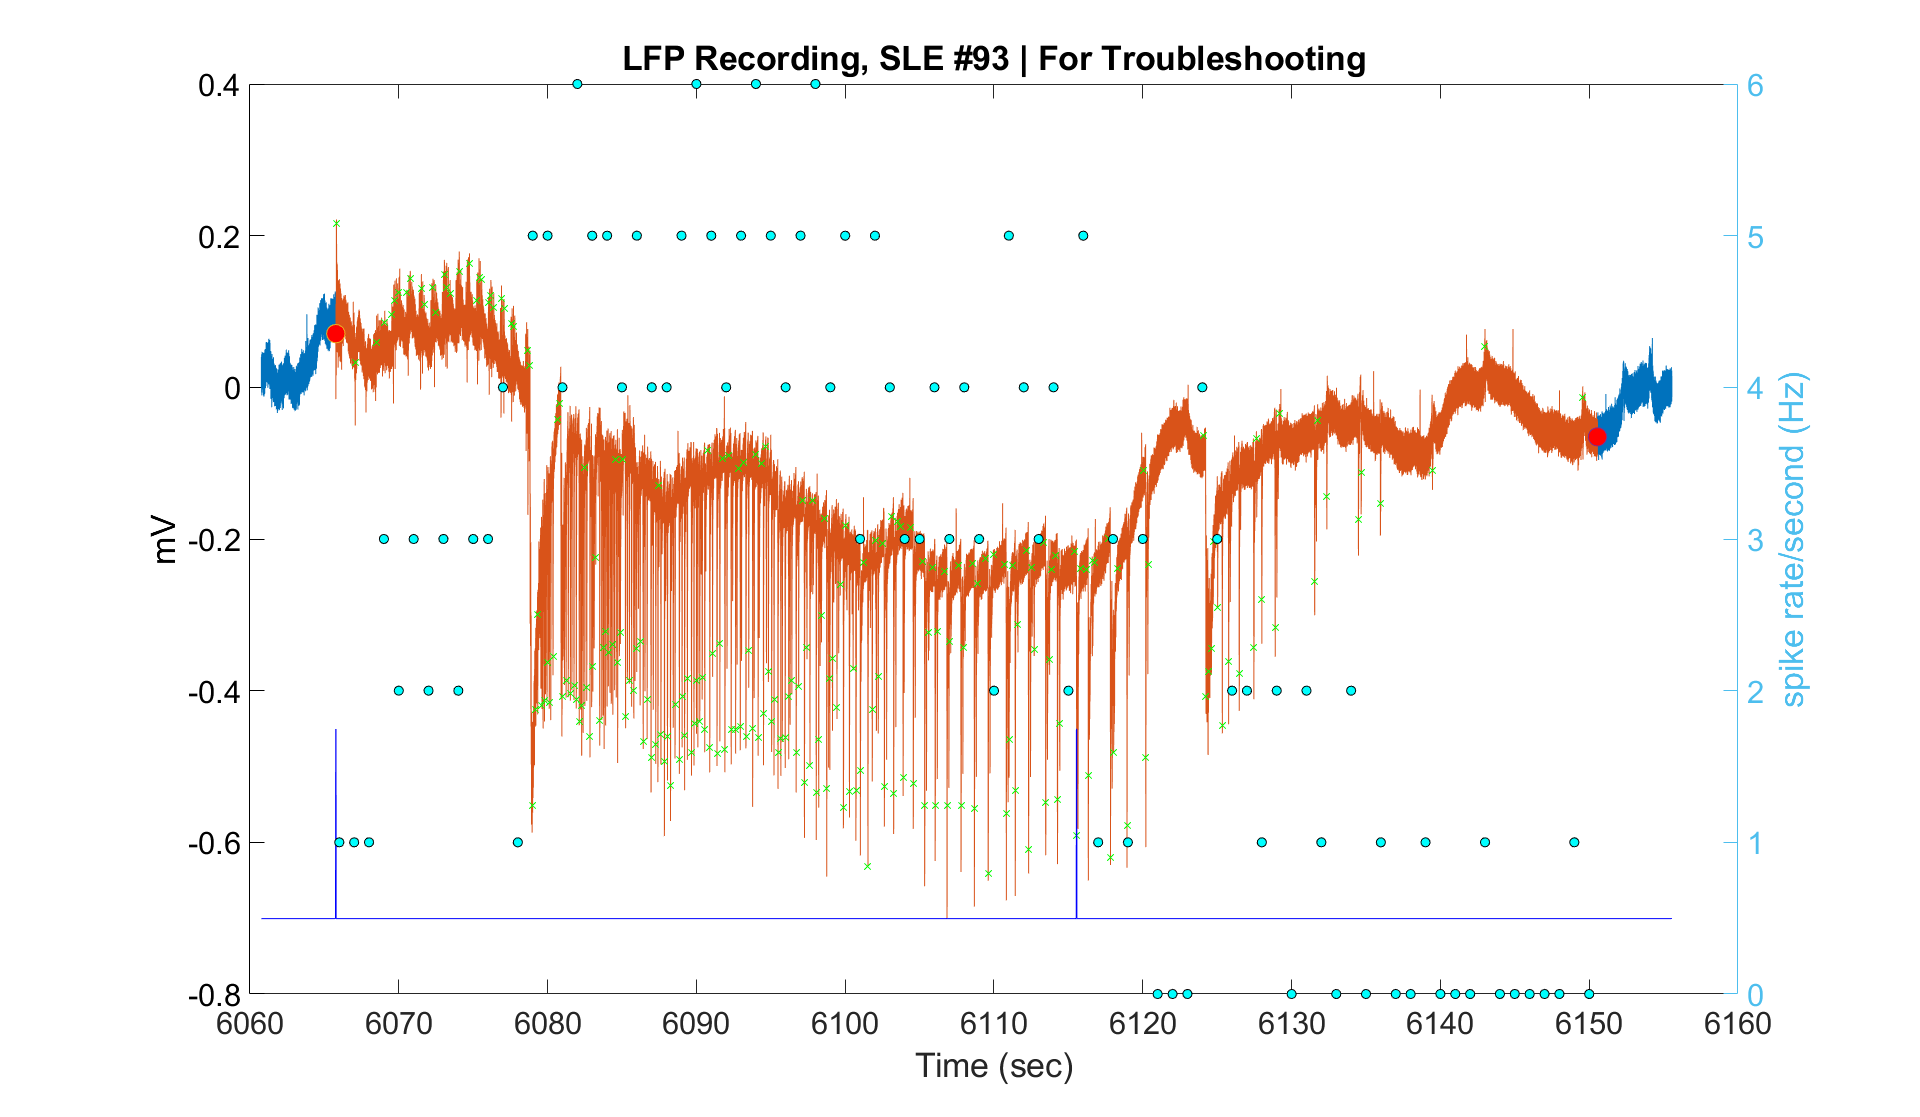 LFP Recording, SLE #93 | For Troubleshooting
0.4
0.2
0
-0.2
-0.4
-0.6
-0.8
mV
6
5
4
3
2
1
0
spike rate/second (Hz)
6060 6070 6080 6090 6100 6110 6120 6130 6140 6150 6160
Time (sec)